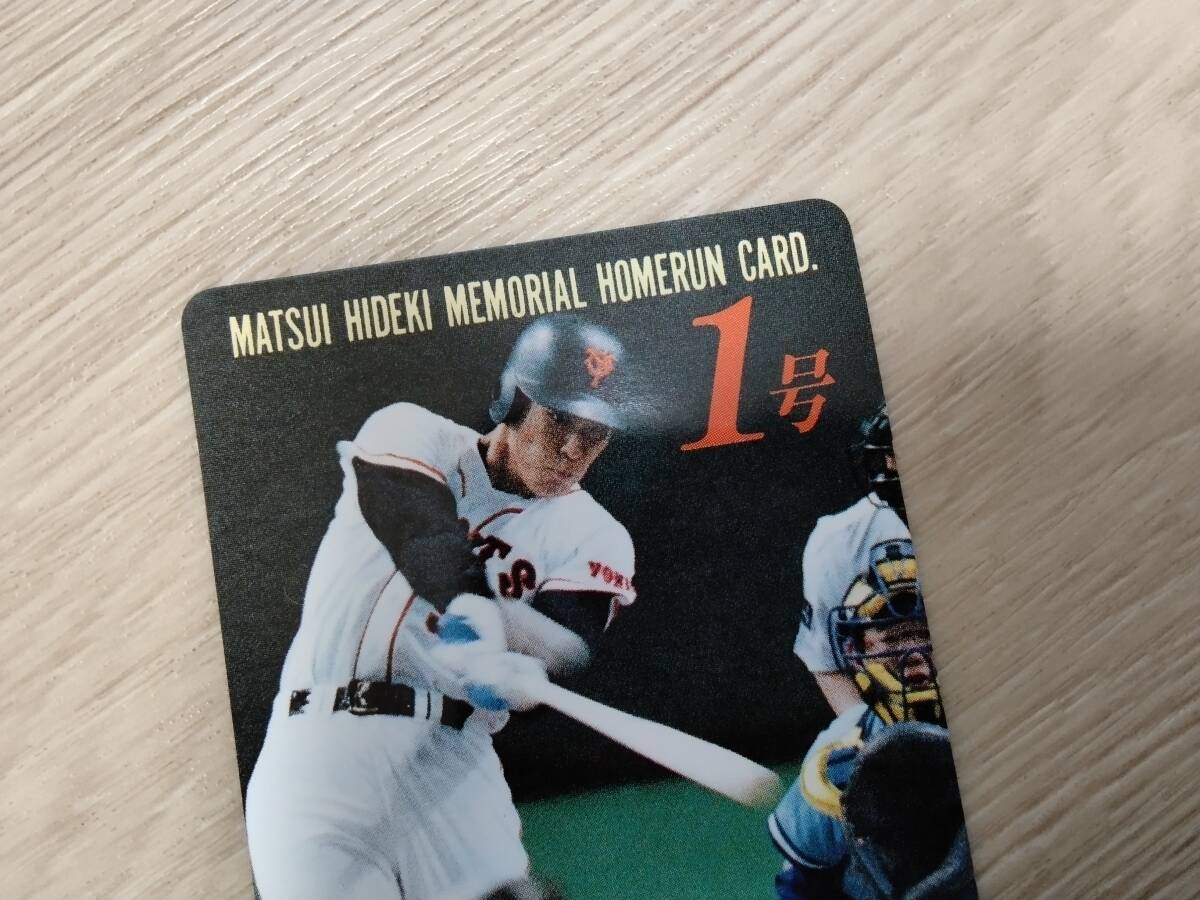 MATSUI HIDEKI MEMORIAL HOMERUN CARD.
1号